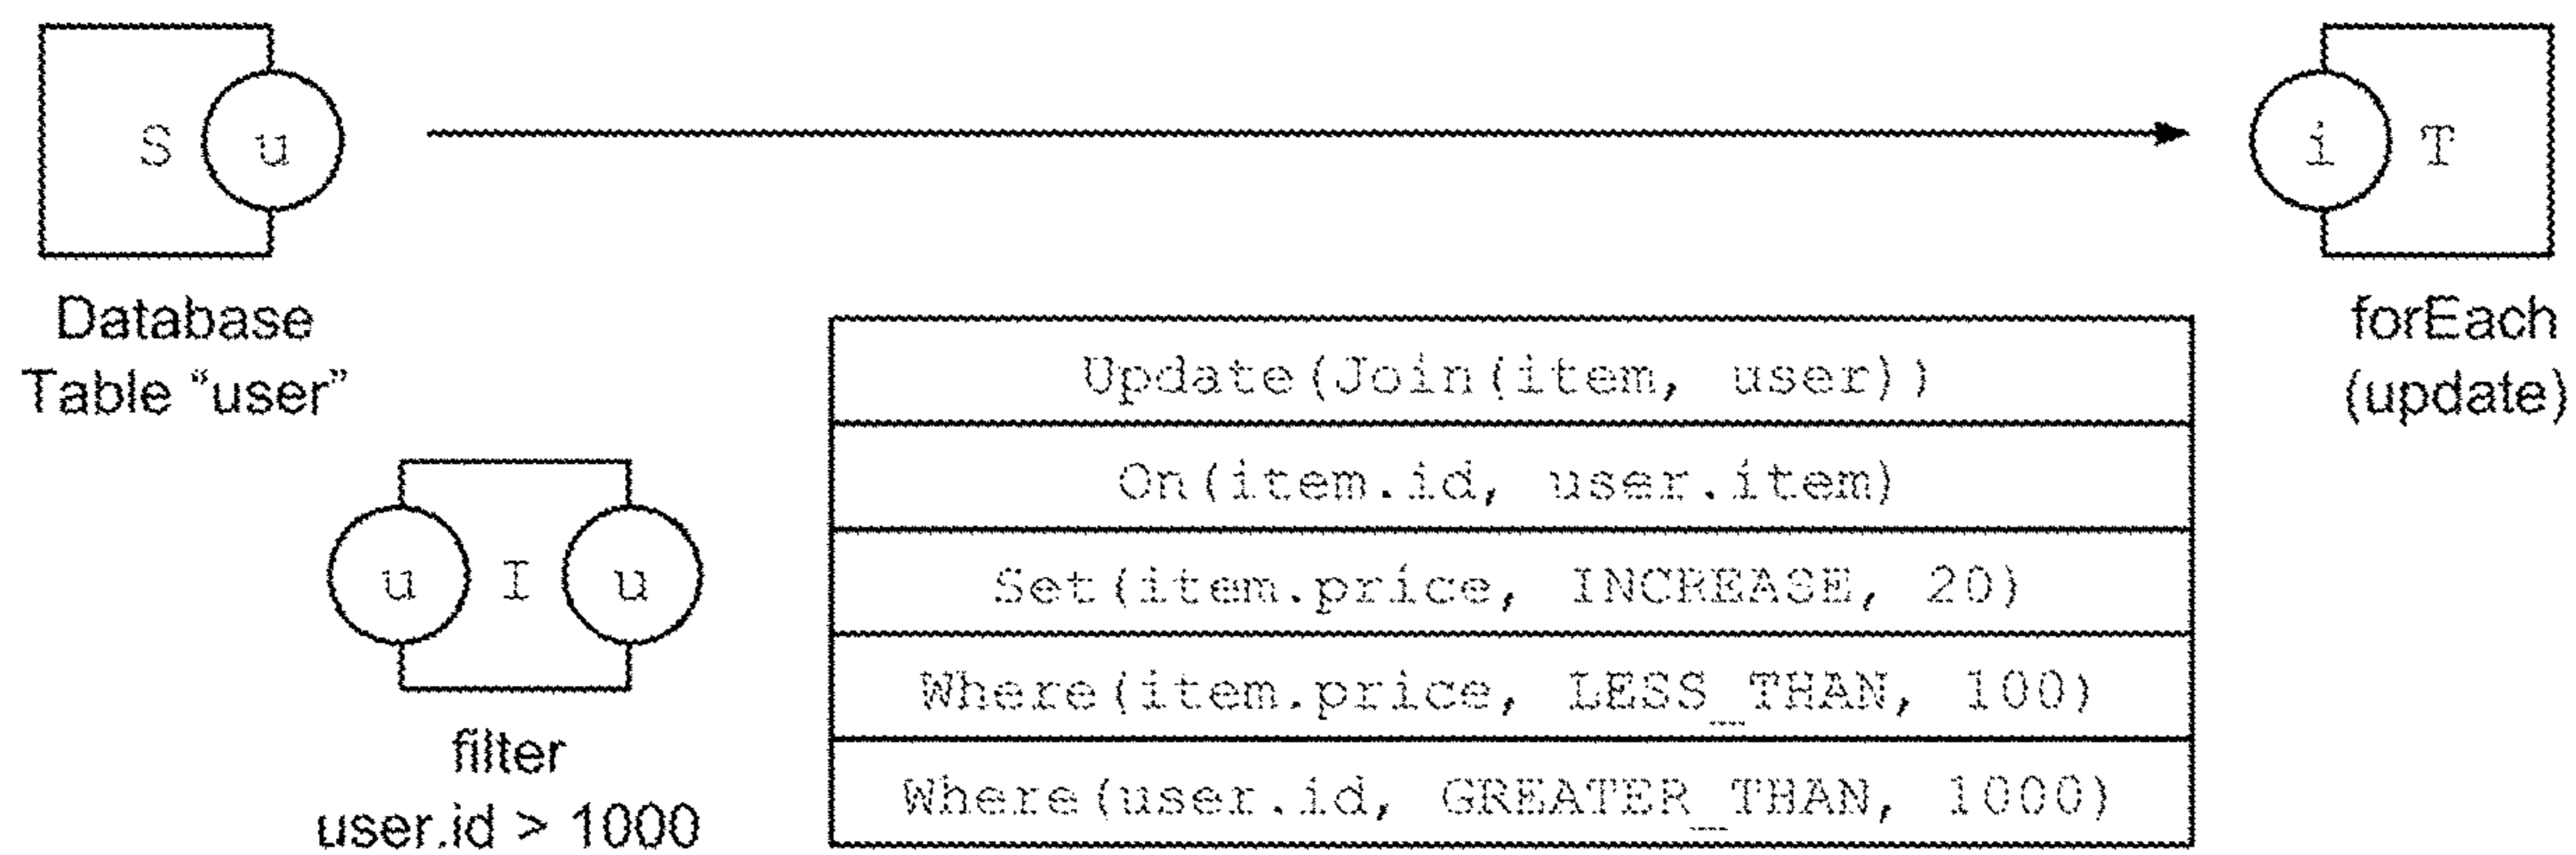 S u
i T
Database
Table “user”
forEach
(update)
Update(Join(item, user))
On(item.id, user.item)
Set(item.price, INCREASE, 20)
Where(item.price, LESS_THAN, 100)
Where(user.id, GREATER_THAN, 1000)
u I u
filter
user.id > 1000